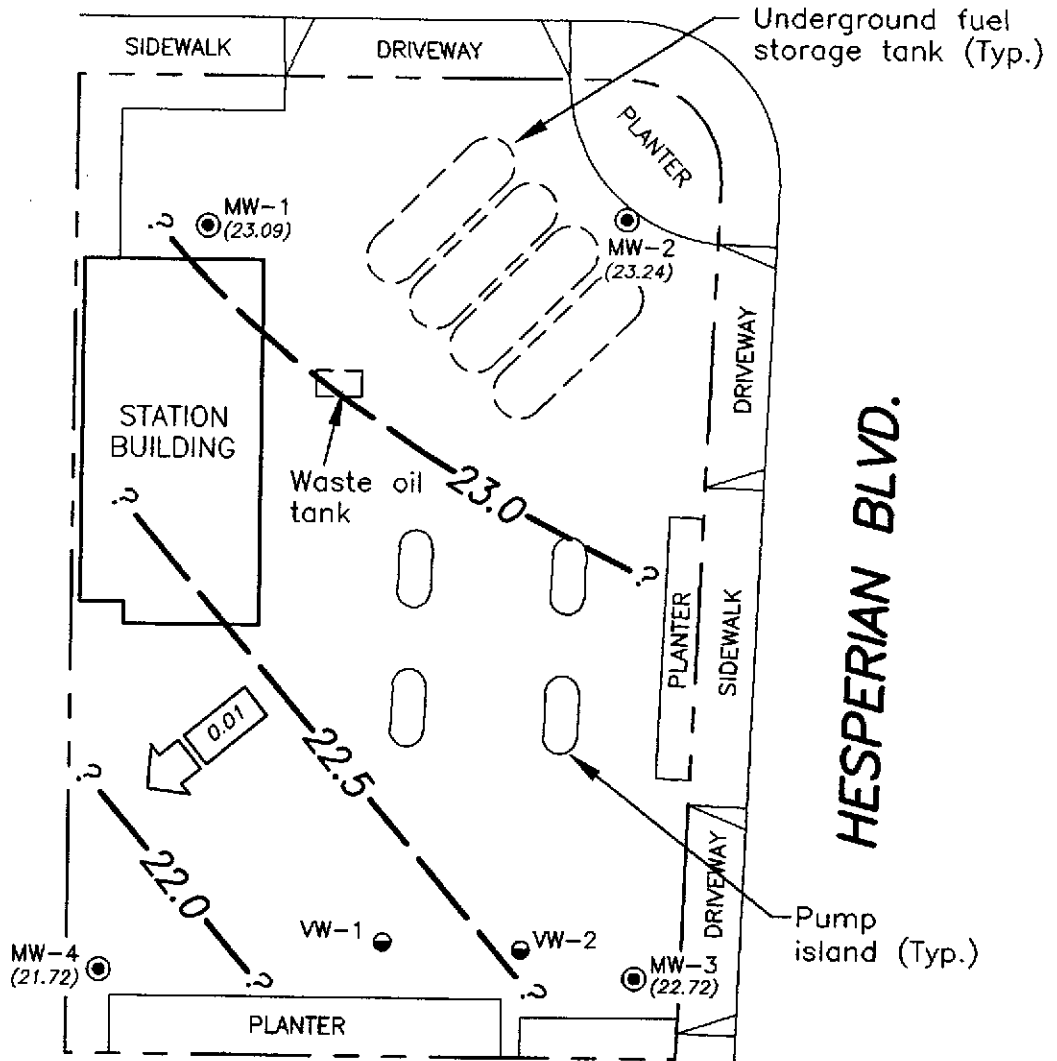 Underground fuel
storage tank (Typ.)
SIDEWALK
DRIVEWAY
PLANTER
?
MW-1
(23.09)
MW-2
(23.24)
DRIVEWAY
STATION
BUILDING
Waste oil
tank
23.0
?
?
PLANTER
SIDEWALK
HESPERIAN BLVD.
0.01
22.5
?
22.0
DRIVEWAY
Pump
island (Typ.)
VW-1
VW-2
MW-4
(21.72)
MW-3
(22.72)
?
?
PLANTER